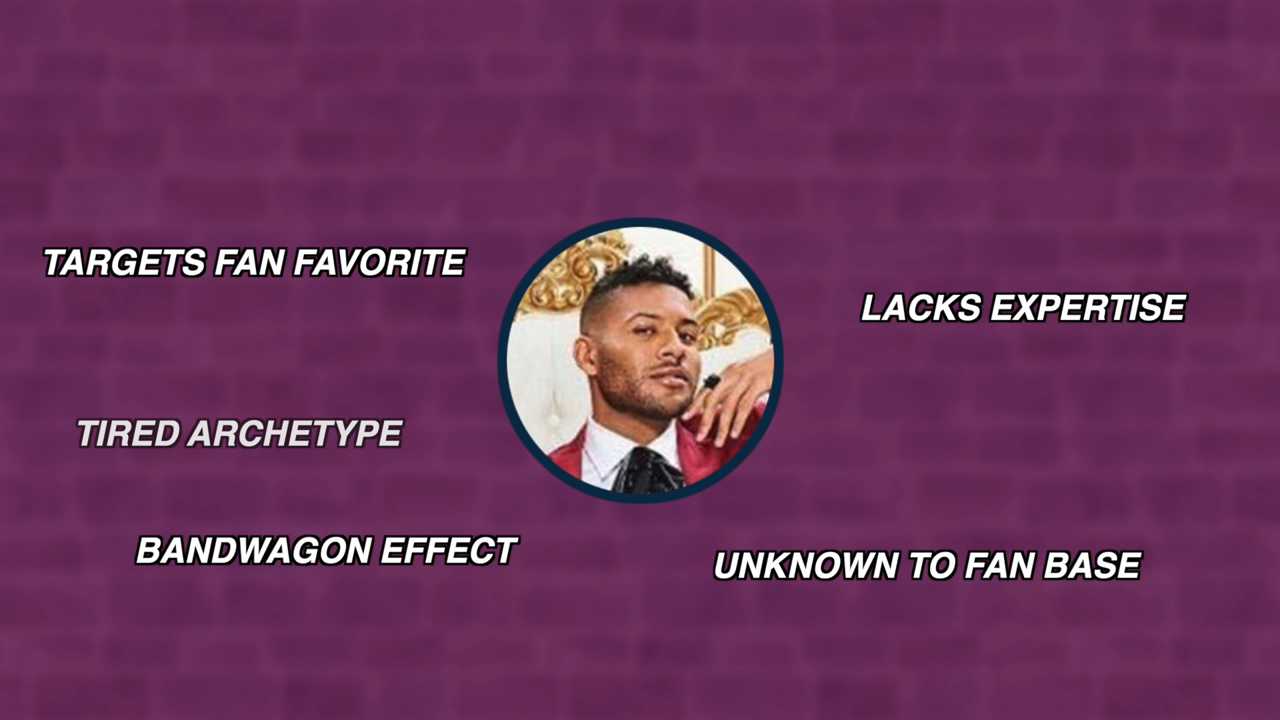 TARGETS FAN FAVORITE
LACKS EXPERTISE
TIRED ARCHETYPE
BANDWAGON EFFECT
UNKNOWN TO FAN BASE